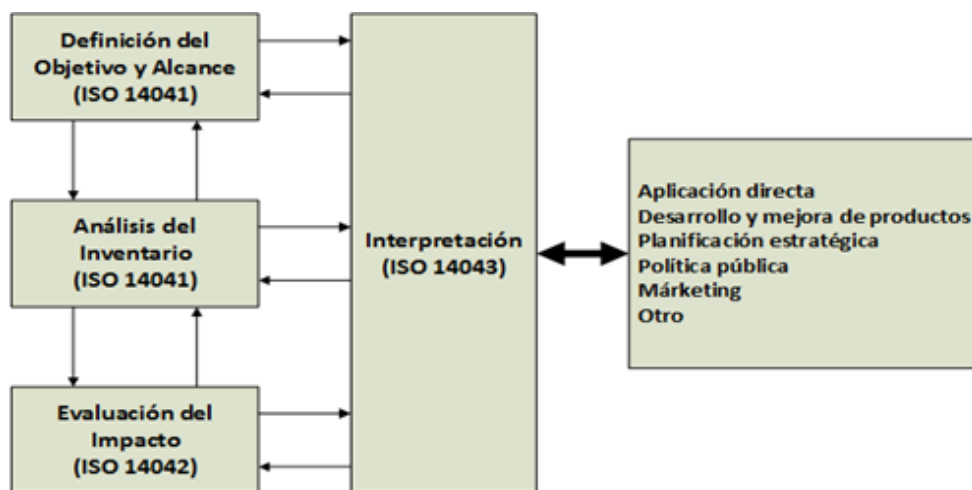 Definición del
Objetivo y Alcance
(ISO 14041)
Análisis del
Inventario
(ISO 14041)
Evaluación del
Impacto
(ISO 14042)
Interpretación
(ISO 14043)
Aplicación directa
Desarrollo y mejora de productos
Planificación estratégica
Política pública
Márketing
Otro